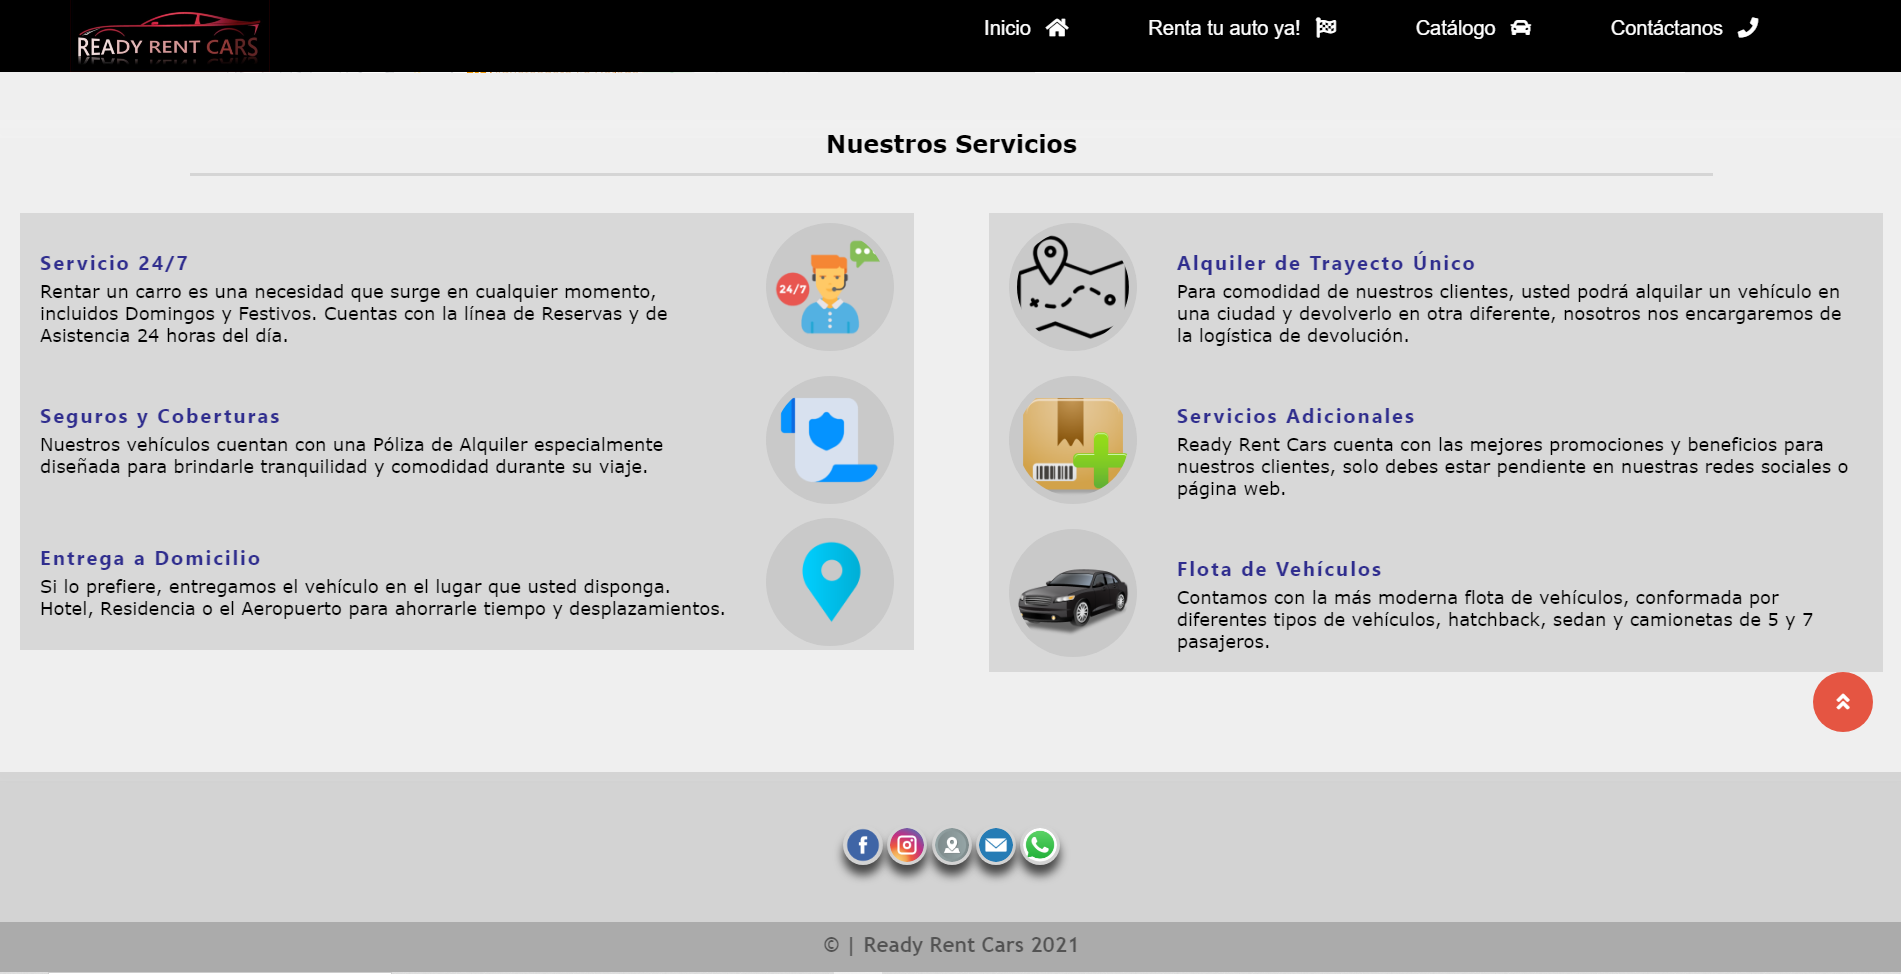 READY RENT CARS
Inicio
Renta tu auto ya!
Catálogo
Contáctanos
Nuestros Servicios
Servicio 24/7
Rentar un carro es una necesidad que surge en cualquier momento,
incluidos Domingos y Festivos. Cuentas con la línea de Reservas y de
Asistencia 24 horas del día.
24/7
Seguros y Coberturas
Nuestros vehículos cuentan con una Póliza de Alquiler especialmente
diseñada para brindarle tranquilidad y comodidad durante su viaje.
Entrega a Domicilio
Si lo prefiere, entregamos el vehículo en el lugar que usted disponga.
Hotel, Residencia o el Aeropuerto para ahorrarle tiempo y desplazamientos.
Alquiler de Trayecto Único
Para comodidad de nuestros clientes, usted podrá alquilar un vehículo en
una ciudad y devolverlo en otra diferente, nosotros nos encargaremos de
la logística de devolución.
Servicios Adicionales
Ready Rent Cars cuenta con las mejores promociones y beneficios para
nuestros clientes, solo debes estar pendiente en nuestras redes sociales o
página web.
Flota de Vehículos
Contamos con la más moderna flota de vehículos, conformada por
diferentes tipos de vehículos, hatchback, sedan y camionetas de 5 y 7
pasajeros.
© | Ready Rent Cars 2021